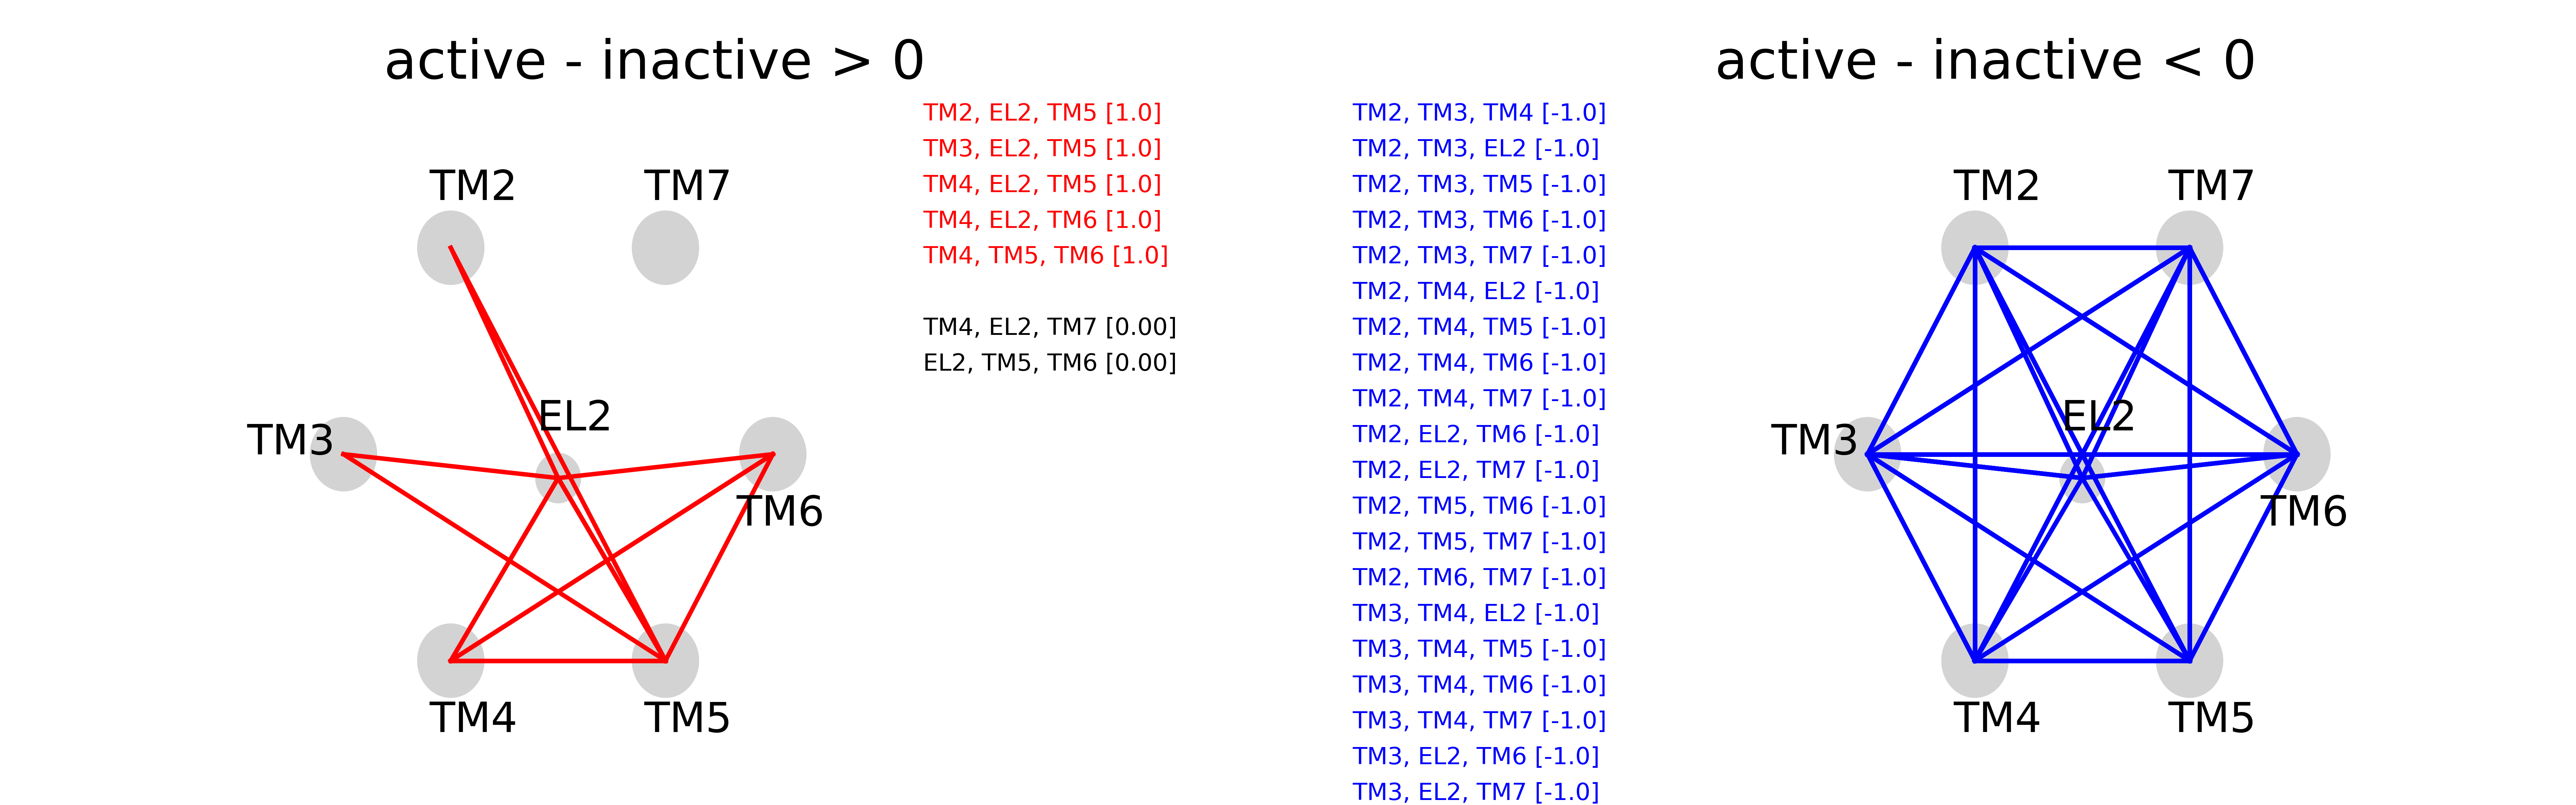 active - inactive > 0
TM2
TM7
TM3
EL2
TM6
TM4
TM5
TM2, EL2, TM5 [1.0]
TM3, EL2, TM5 [1.0]
TM4, EL2, TM5 [1.0]
TM4, EL2, TM6 [1.0]
TM4, TM5, TM6 [1.0]
TM4, EL2, TM7 [0.00]
EL2, TM5, TM6 [0.00]
TM2, TM3, TM4 [-1.0]
TM2, TM3, EL2 [-1.0]
TM2, TM3, TM5 [-1.0]
TM2, TM3, TM6 [-1.0]
TM2, TM3, TM7 [-1.0]
TM2, TM4, EL2 [-1.0]
TM2, TM4, TM5 [-1.0]
TM2, TM4, TM6 [-1.0]
TM2, TM4, TM7 [-1.0]
TM2, EL2, TM6 [-1.0]
TM2, EL2, TM7 [-1.0]
TM2, TM5, TM6 [-1.0]
TM2, TM5, TM7 [-1.0]
TM2, TM6, TM7 [-1.0]
TM3, TM4, EL2 [-1.0]
TM3, TM4, TM5 [-1.0]
TM3, TM4, TM6 [-1.0]
TM3, TM4, TM7 [-1.0]
TM3, EL2, TM6 [-1.0]
TM3, EL2, TM7 [-1.0]
active - inactive < 0
TM2
TM7
TM3
EL2
TM6
TM4
TM5